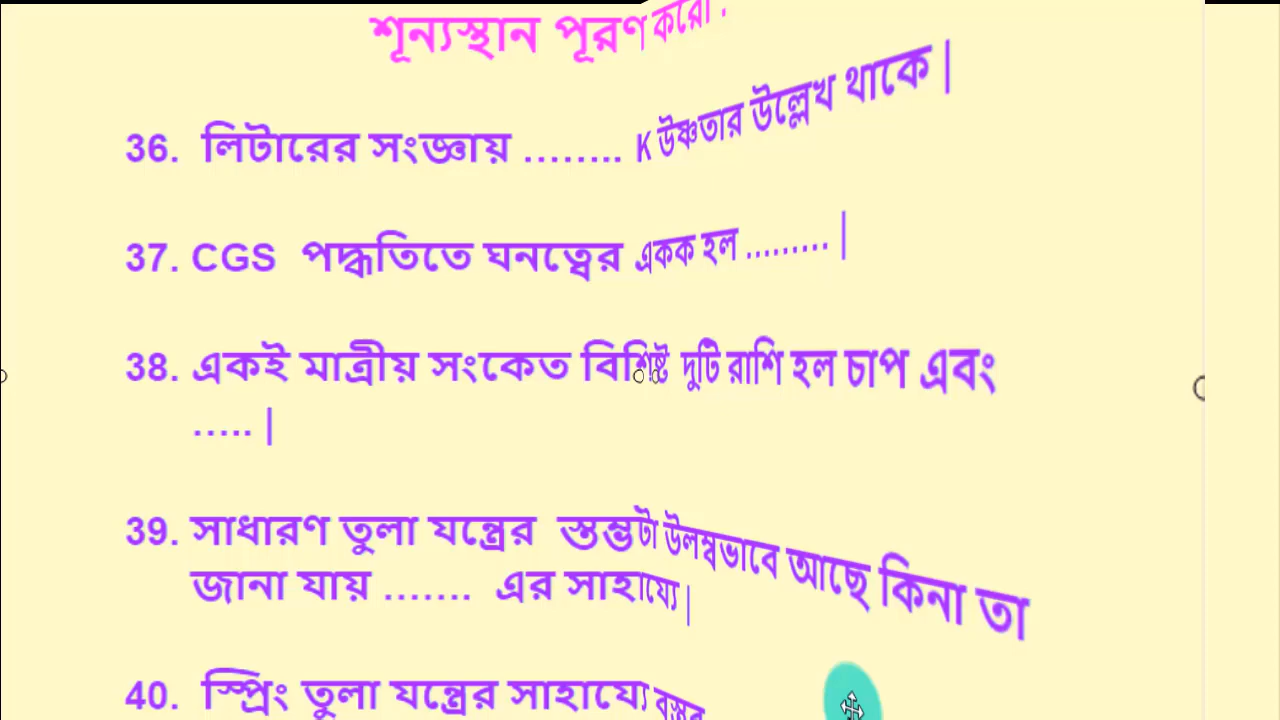 শূন্যস্থান পূরণ করো :
36. লিটারের সংজ্ঞায় …….. K উষ্ণতার উল্লেখ থাকে |
37. CGS পদ্ধতিতে ঘনত্বের একক হল ……… |
38. একই মাত্রীয় সংকেত বিশিষ্ট দুটি রাশি হল চাপ এবং
….. |
39. সাধারণ তুলা যন্ত্রের স্তম্ভটা উলম্বভাবে আছে কিনা তা
জানা যায় ……. এর সাহায্যে |
40. স্প্রিং তুলা যন্ত্রের সাহায্যে বস্তুর